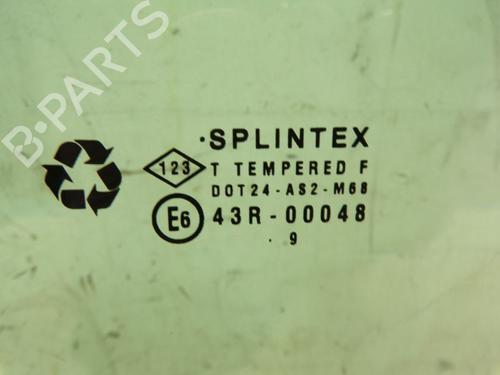 B-PARTS
·SPLINTEX
123 T TEMPERED F
DOT24-AS2-M68
E6 43R-00048
. 9